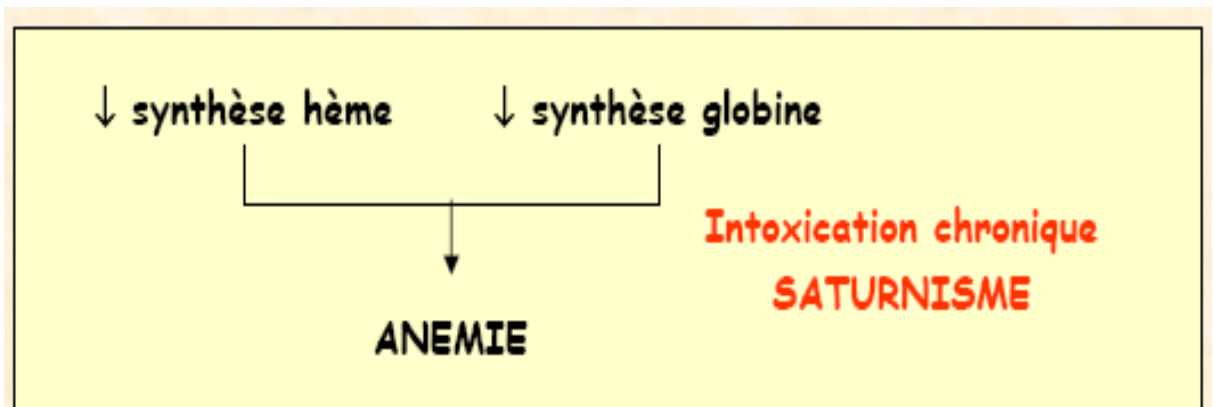 ↓ synthèse hème ↓ synthèse globine
Intoxication chronique
SATURNISME
ANEMIE